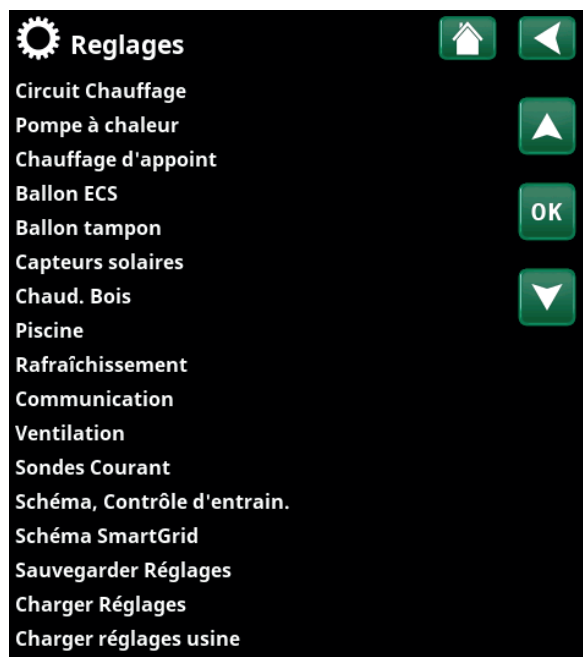 Reglages
Circuit Chauffage
Pompe à chaleur
Chauffage d'appoint
Ballon ECS
OK
Ballon tampon
Capteurs solaires
Chaud. Bois
Piscine
Rafraîchissement
Communication
Ventilation
Sondes Courant
Schéma, Contrôle d'entrain.
Schéma SmartGrid
Sauvegarder Réglages
Charger Réglages
Charger réglages usine